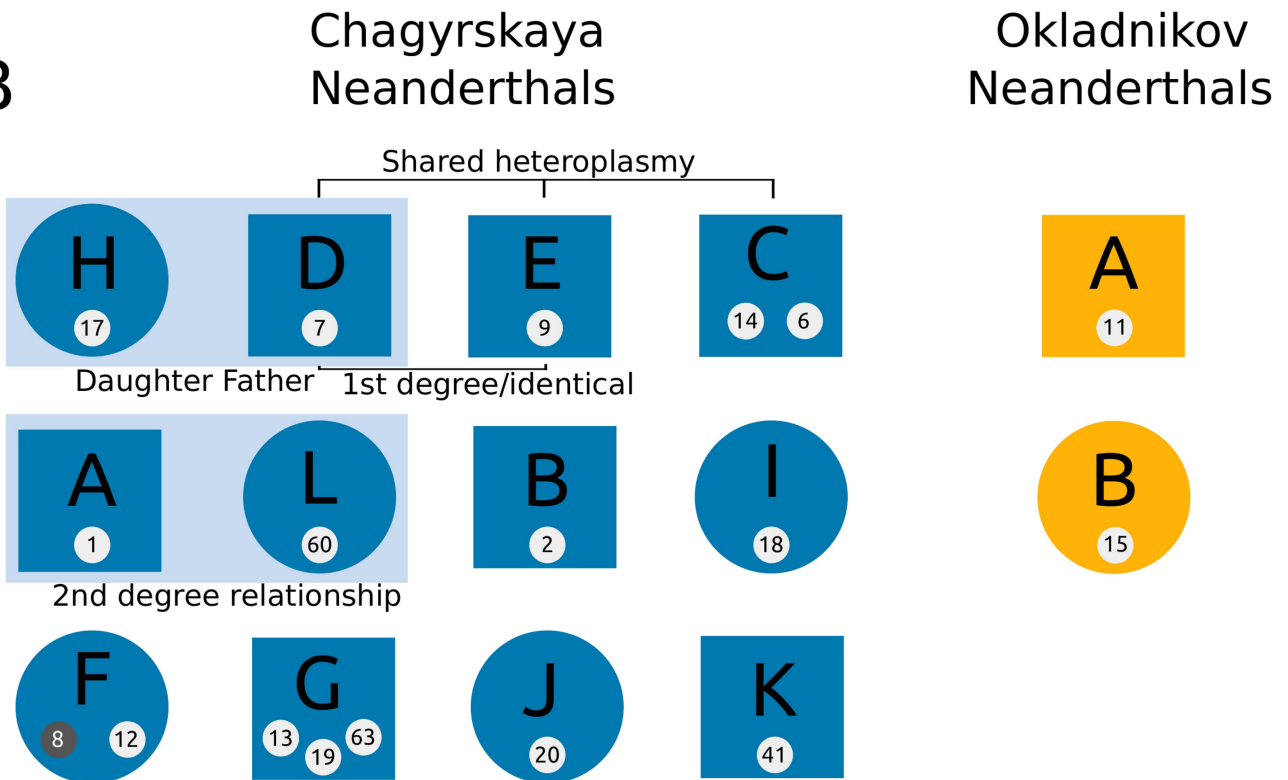 B
Chagyrskaya
Neanderthals
Okladnikov
Neanderthals
Shared heteroplasmy
H
17
D
7
E
9
C
14 6
A
11
Daughter Father
1st degree/identical
A
1
L
60
B
2
I
18
B
15
2nd degree relationship
F
8 12
G
13 19 63
J
20
K
41